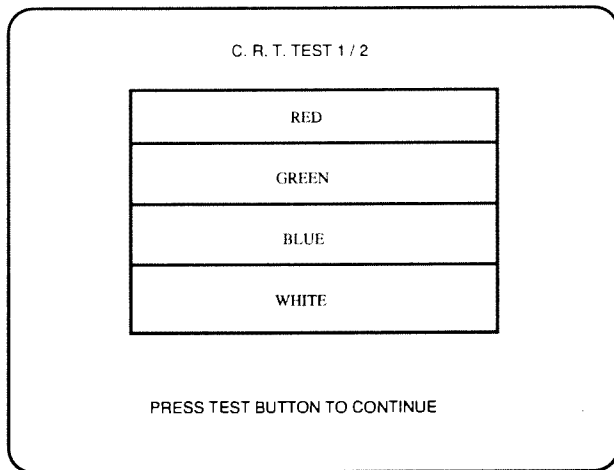 C. R. T. TEST 1 / 2
RED
GREEN
BLUE
WHITE
PRESS TEST BUTTON TO CONTINUE